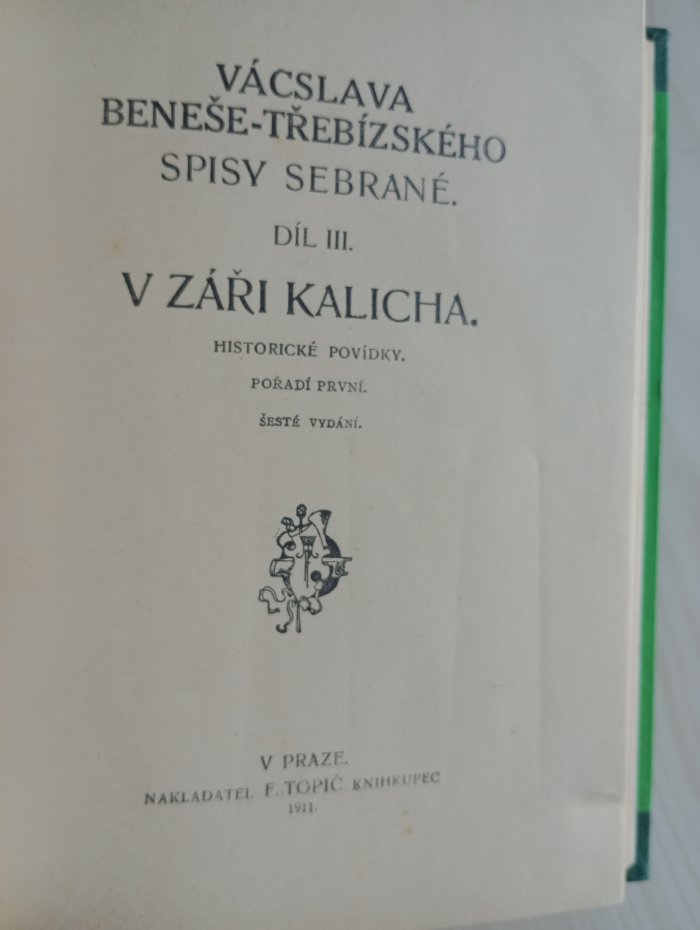 VÁCSLAVA
BENEŠE-TŘEBÍZSKÉHO
SPISY SEBRANÉ.
DÍL III.
V ZÁŘI KALICHA.
HISTORICKÉ POVÍDKY.
POŘADÍ PRVNÍ.
ŠESTÉ VYDÁNÍ.
V PRAZE.
NAKLADATEL F. TOPIČ KNIHKUPEC
1911.